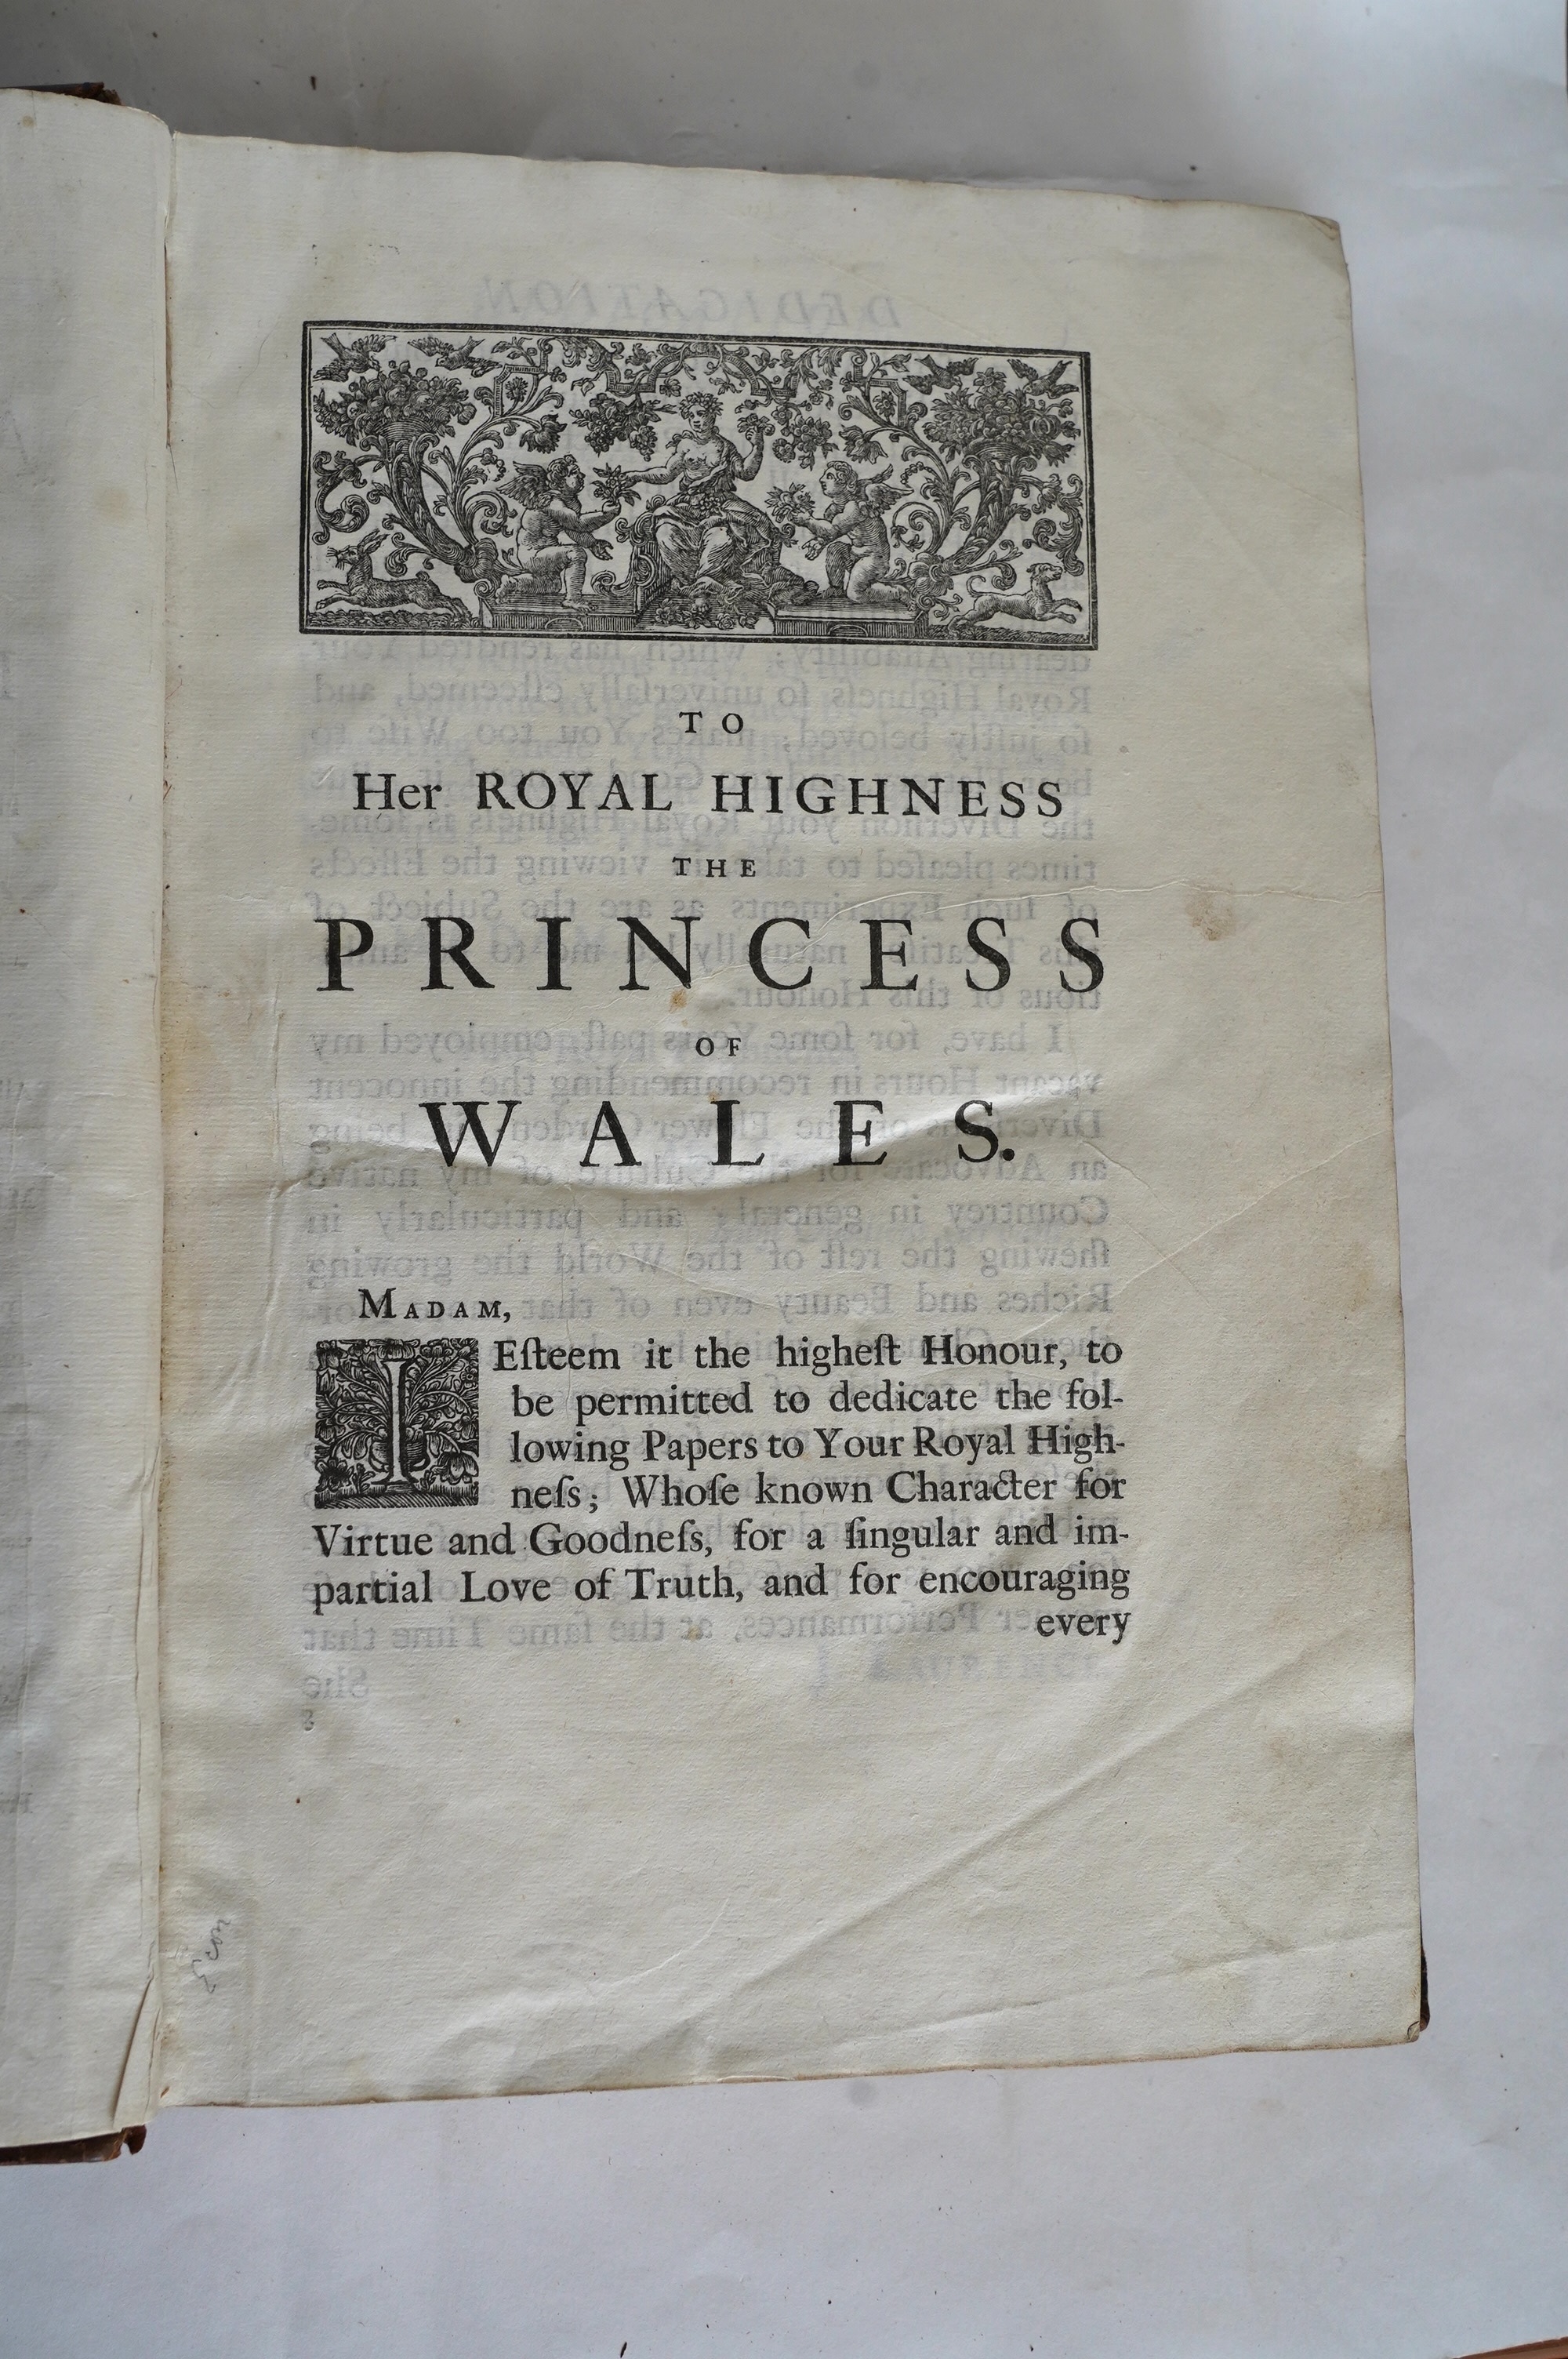 TO
Her ROYAL HIGHNESS
THE
PRINCESS
OF
WALES.
MADAM,
I Eſteem it the higheſt Honour, to
be permitted to dedicate the fol-
lowing Papers to Your Royal High-
neſs; Whoſe known Character for
Virtue and Goodneſs, for a ſingular and im-
partial Love of Truth, and for encouraging
every